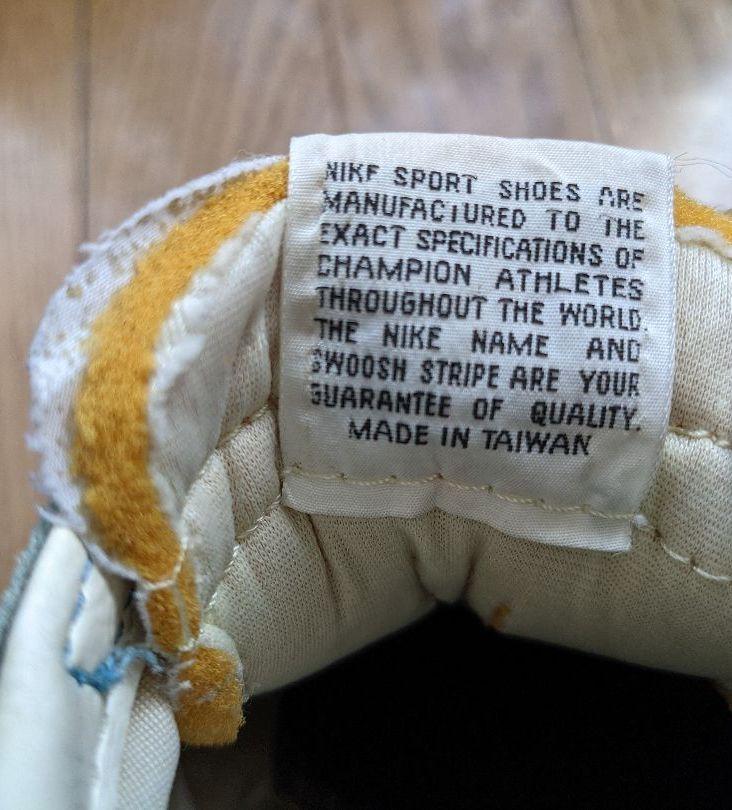 NIKE SPORT SHOES ARE
MANUFACTURED TO THE
EXACT SPECIFICATIONS OF
CHAMPION ATHLETES
THROUGHOUT THE WORLD.
THE NIKE NAME AND
SWOOSH STRIPE ARE YOUR
GUARANTEE OF QUALITY.
MADE IN TAIWAN